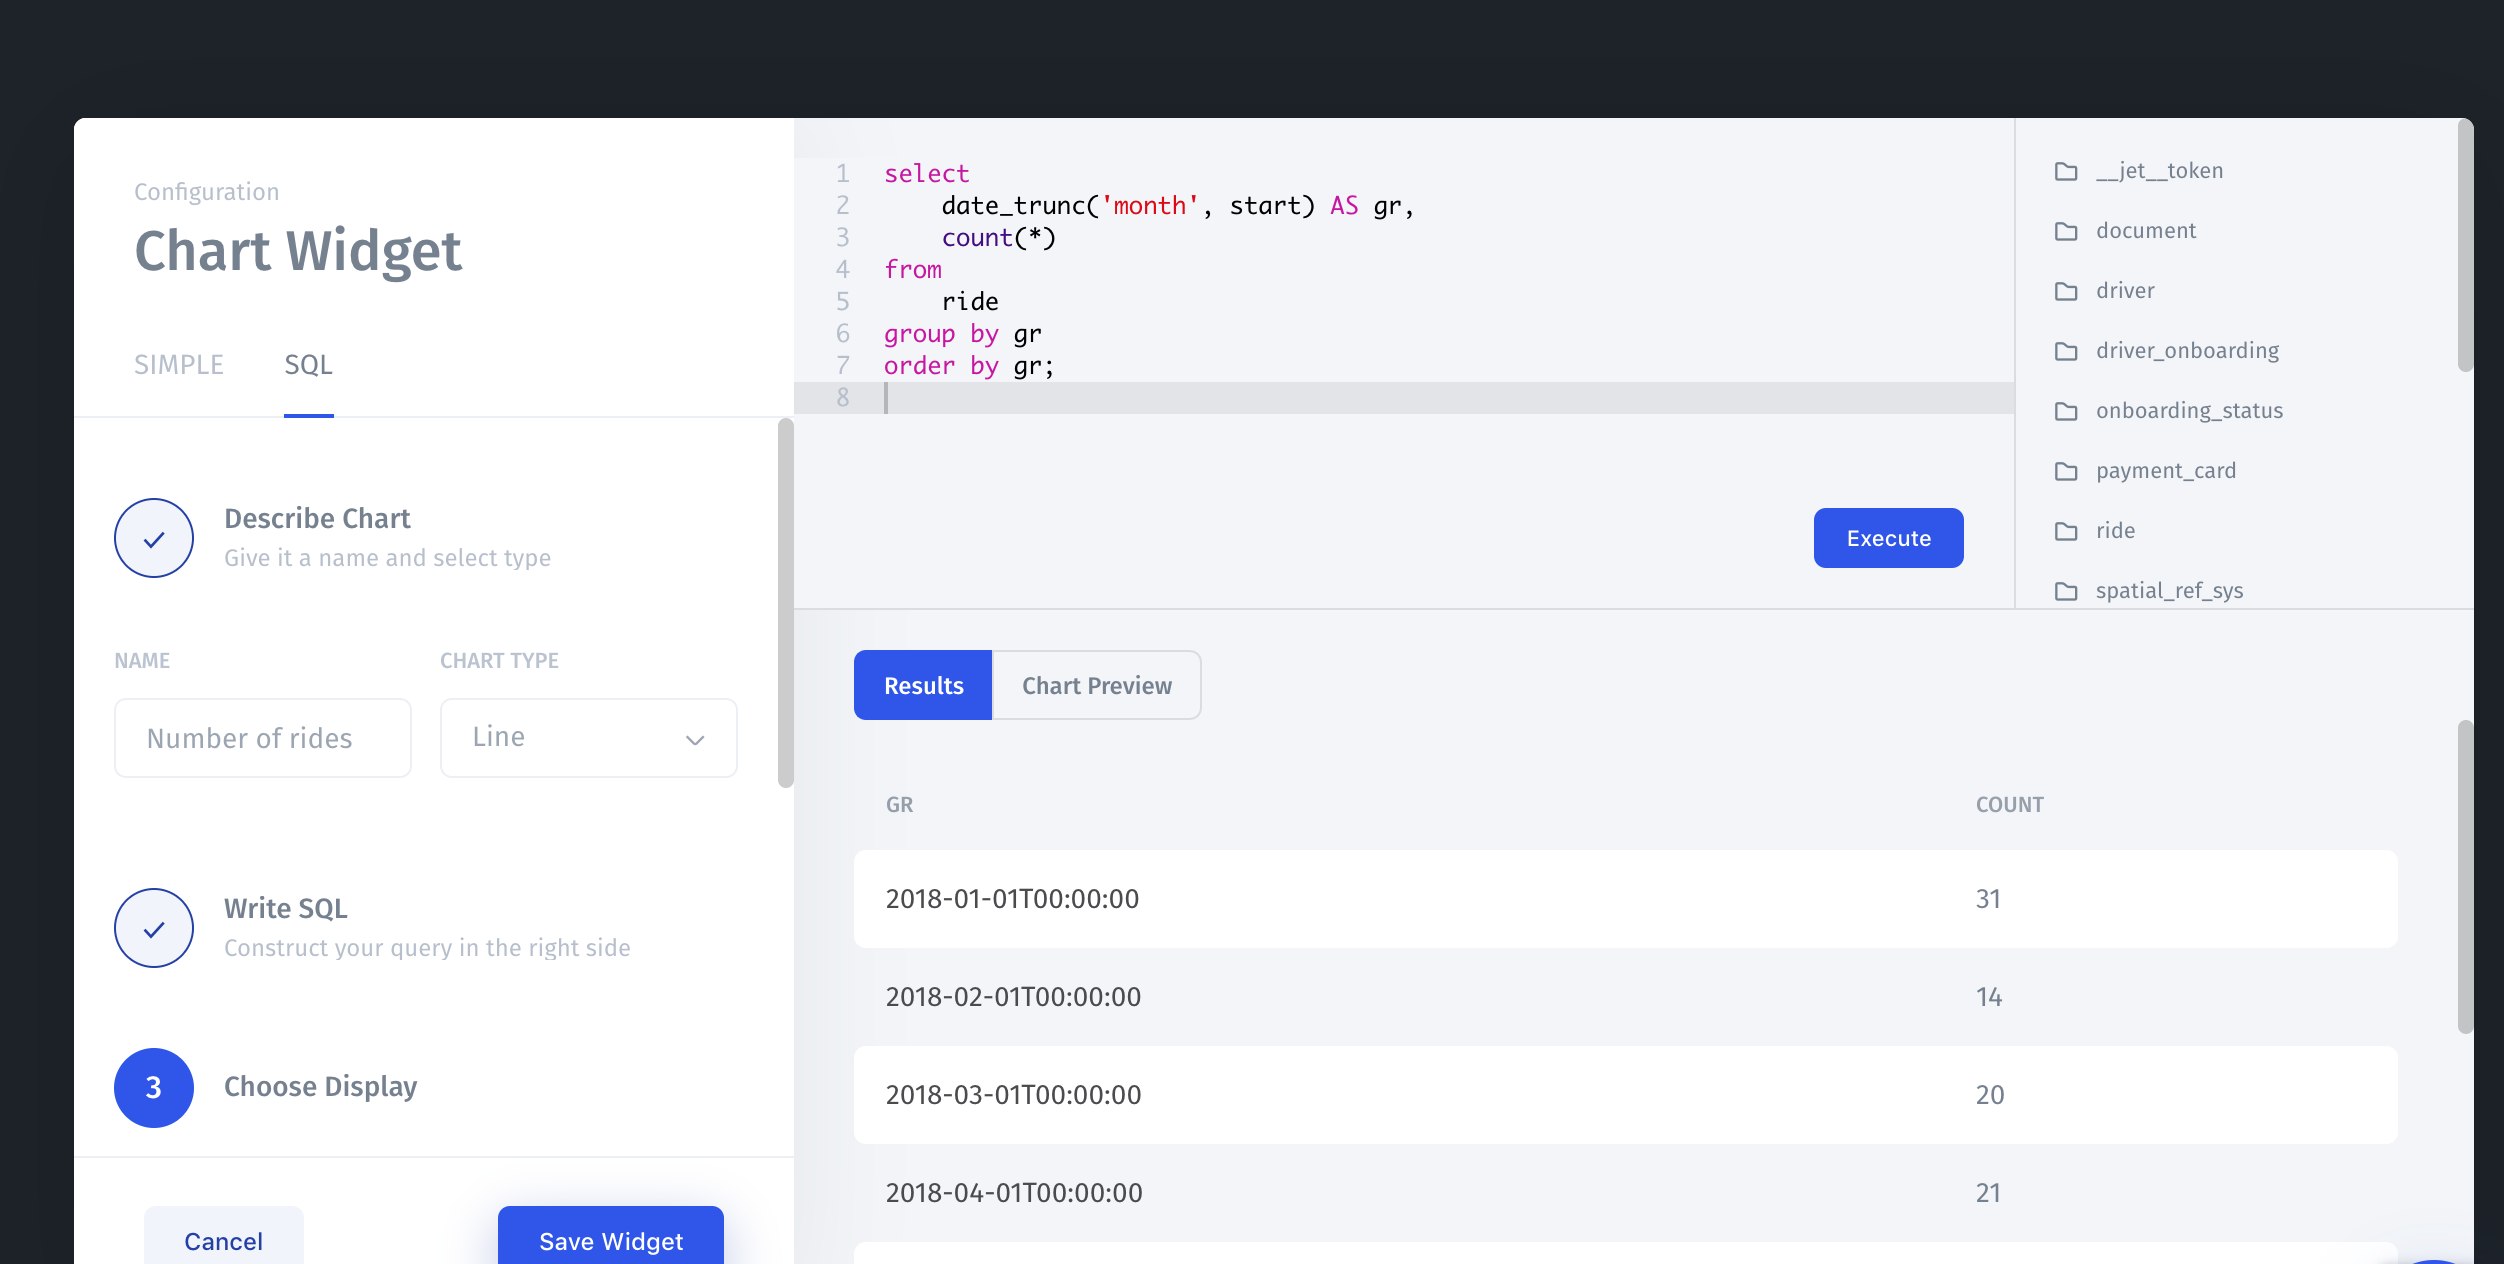 Configuration
Chart Widget
SIMPLE SQL
Describe Chart
Give it a name and select type
NAME CHART TYPE
Number of rides Line
Write SQL
Construct your query in the right side
3 Choose Display
Cancel Save Widget
1 select
2 date_trunc('month', start) AS gr,
3 count(*)
4 from
5 ride
6 group by gr
7 order by gr;
8
Execute
__jet__token
document
driver
driver_onboarding
onboarding_status
payment_card
ride
spatial_ref_sys
Results Chart Preview
GR COUNT
2018-01-01T00:00:00 31
2018-02-01T00:00:00 14
2018-03-01T00:00:00 20
2018-04-01T00:00:00 21